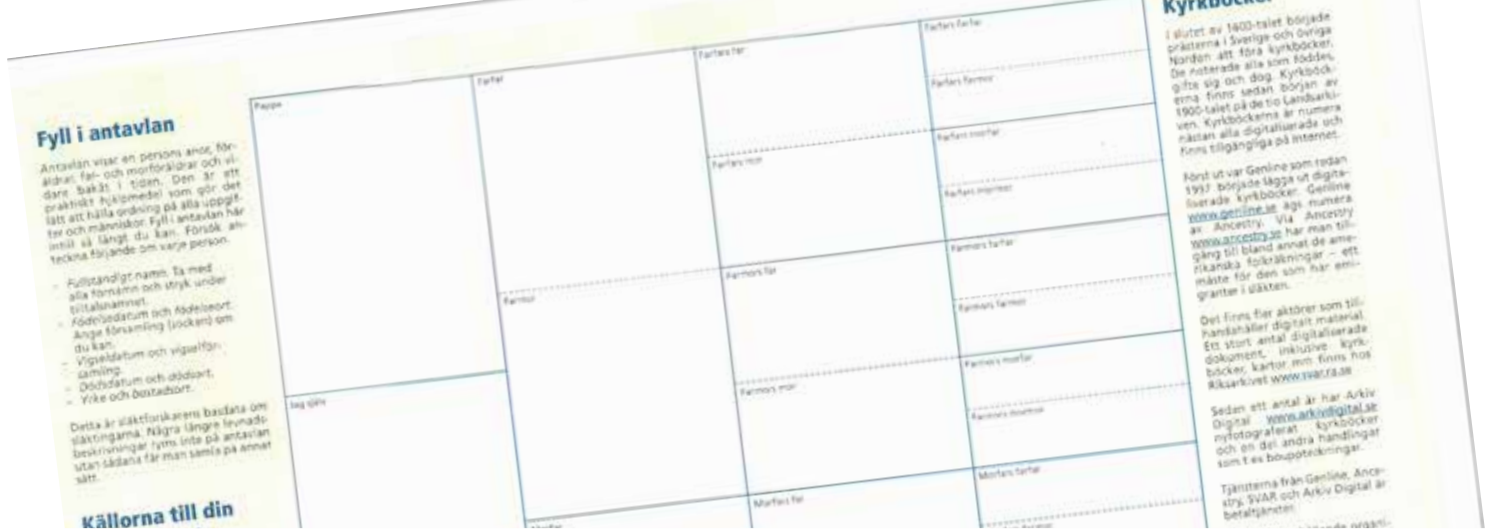 Fyll i antavlan
Antavlan visar en persons anor, för-
äldrar, far- och morföräldrar och vi-
dare bakåt i tiden. Den är ett
praktiskt hjälpmedel som gör det
lätt att hålla ordning på alla uppgif-
ter och människor. Fyll i antavlan här
intill så långt du kan. Försök an-
teckna följande om varje person.
- Fullständigt namn. Ta med
alla förnamn och stryk under
tilltalsnamnet.
- Födelsedatum och födelseort.
Ange församling (socken) om
du kan.
- Vigseldatum och vigselför-
samling.
- Dödsdatum och dödsort.
- Yrke och bostadsort.
Detta är släktforskarens basdata om
släktingarna. Några längre levnads-
beskrivningar ryms inte på antavlan
utan sådana får man samla på annat
sätt.
Källorna till din
Pappa
Jag själv
Farfar
Farmor
Morfar
Farfars far
Farfars mor
Farmors far
Farmors mor
Morfars far
Farfars farfar
Farfars farmor
Farfars morfar
Farfars mormor
Farmors farfar
Farmors farmor
Farmors morfar
Farmors mormor
Morfars farfar
Kyrkböcker
I slutet av 1600-talet började
prästerna i Sverige och övriga
Norden att föra kyrkböcker.
De noterade alla som föddes,
gifte sig och dog. Kyrkböck-
erna finns sedan början av
1900-talet på de tio Landsarki-
ven. Kyrkböckerna är numera
nästan alla digitaliserade och
finns tillgängliga på internet.
Först ut var Genline som redan
1997 började lägga ut digita-
liserade kyrkböcker. Genline
www.genline.se ägs numera
av Ancestry. Via Ancestry
www.ancestry.se har man till-
gång till bland annat de ame-
rikanska folkräkningar – ett
måste för den som har emi-
granter i släkten.
Det finns fler aktörer som till-
handahåller digitalt material.
Ett stort antal digitaliserade
dokument, inklusive kyrk-
böcker, kartor mm finns hos
Riksarkivet www.svar.ra.se
Sedan ett antal år har Arkiv
Digital www.arkivdigital.se
nyfotograferat kyrkböcker
och en del andra handlingar
som t ex bouppteckningar.
Tjänsterna från Genline, Ance-
stry, SVAR och Arkiv Digital är
betaltjänster.